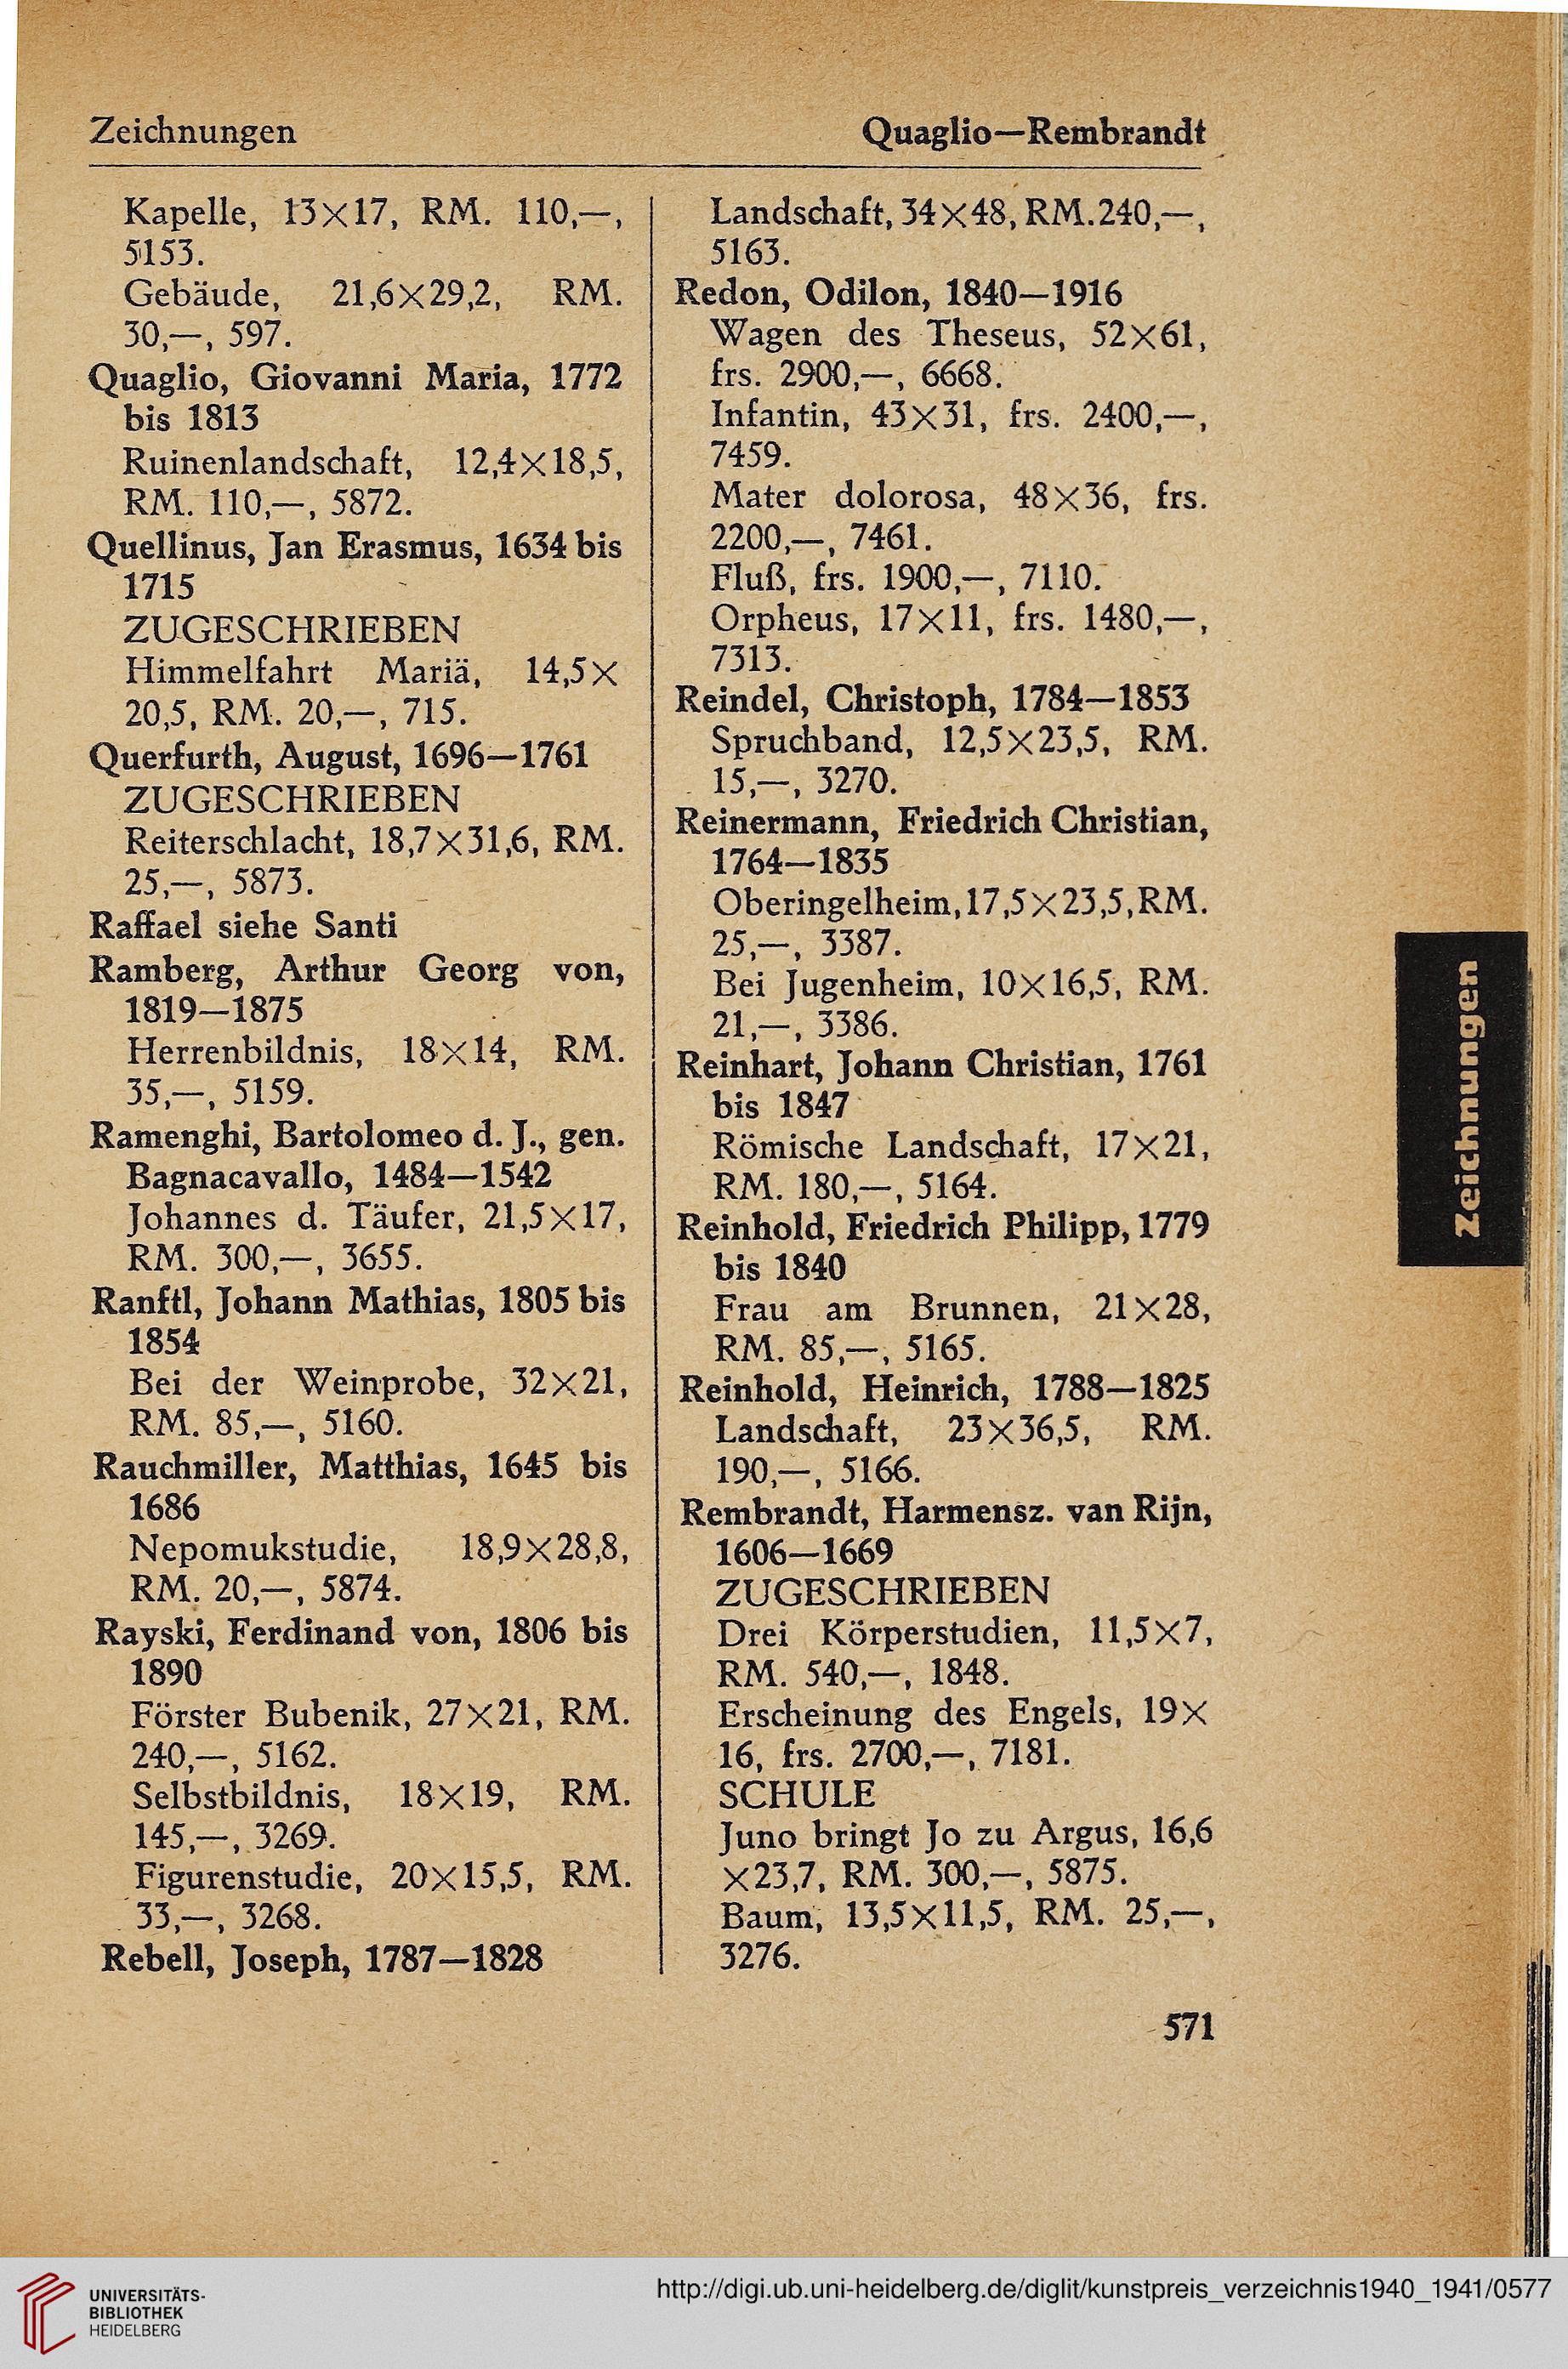 Zeichnungen
Quaglio—Rembrandt
Kapelle, 13×17, RM. 110,—,
5153.
Gebäude, 21,6×29,2, RM.
30,—, 597.
Quaglio, Giovanni Maria, 1772
bis 1813
Ruinenlandschaft, 12,4×18,5,
RM. 110,—, 5872.
Quellinus, Jan Erasmus, 1634 bis
1715
ZUGESCHRIEBEN
Himmelfahrt Mariä, 14,5×
20,5, RM. 20,—, 715.
Querfurth, August, 1696—1761
ZUGESCHRIEBEN
Reiterschlacht, 18,7×31,6, RM.
25,—, 5873.
Raffael siehe Santi
Ramberg, Arthur Georg von,
1819—1875
Herrenbildnis, 18×14, RM.
35,—, 5159.
Ramenghi, Bartolomeo d. J., gen.
Bagnacavallo, 1484—1542
Johannes d. Täufer, 21,5×17,
RM. 300,—, 3655.
Ranftl, Johann Mathias, 1805 bis
1854
Bei der Weinprobe, 32×21,
RM. 85,—, 5160.
Rauchmiller, Matthias, 1645 bis
1686
Nepomukstudie, 18,9×28,8,
RM. 20,—, 5874.
Rayski, Ferdinand von, 1806 bis
1890
Förster Bubenik, 27×21, RM.
240,—, 5162.
Selbstbildnis, 18×19, RM.
145,—, 3269.
Figurenstudie, 20×15,5, RM.
33,—, 3268.
Rebell, Joseph, 1787—1828
Landschaft, 34×48, RM. 240,—,
5163.
Redon, Odilon, 1840—1916
Wagen des Theseus, 52×61,
frs. 2900,—, 6668.
Infantin, 43×31, frs. 2400,—,
7459.
Mater dolorosa, 48×36, frs.
2200,—, 7461.
Fluß, frs. 1900,—, 7110.
Orpheus, 17×11, frs. 1480,—,
7313.
Reindel, Christoph, 1784—1853
Spruchband, 12,5×23,5, RM.
15,—, 3270.
Reinermann, Friedrich Christian,
1764—1835
Oberingelheim, 17,5×23,5, RM.
25,—, 3387.
Bei Jugenheim, 10×16,5, RM.
21,—, 3386.
Reinhart, Johann Christian, 1761
bis 1847
Römische Landschaft, 17×21,
RM. 180,—, 5164.
Reinhold, Friedrich Philipp, 1779
bis 1840
Frau am Brunnen, 21×28,
RM. 85,—, 5165.
Reinhold, Heinrich, 1788—1825
Landschaft, 23×36,5, RM.
190,—, 5166.
Rembrandt, Harmensz. van Rijn,
1606—1669
ZUGESCHRIEBEN
Drei Körperstudien, 11,5×7,
RM. 540,—, 1848.
Erscheinung des Engels, 19×
16, frs. 2700,—, 7181.
SCHULE
Juno bringt Jo zu Argus, 16,6
×23,7, RM. 300,—, 5875.
Baum, 13,5×11,5, RM. 25,—,
3276.
571
Zeichnungen
UNIVERSITÄTS-
BIBLIOTHEK
HEIDELBERG
http://digi.ub.uni-heidelberg.de/diglit/kunstpreis_verzeichnis1940_1941/0577